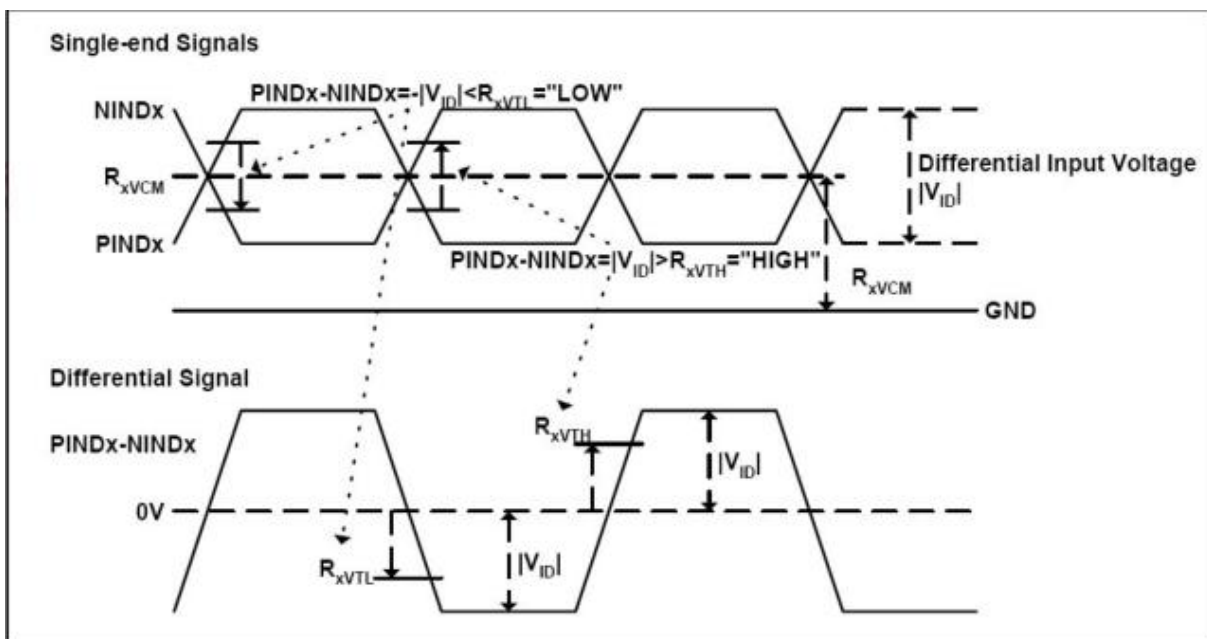 Single-end Signals
PINDx-NINDx=-|VID|<RxVTL="LOW"
NINDx
RxVCM
Differential Input Voltage
|VID|
PINDx
PINDx-NINDx=|VID|>RxVTH="HIGH"
RxVCM
GND
Differential Signal
PINDx-NINDx
RxVTH
|VID|
0V
RxVTL
|VID|